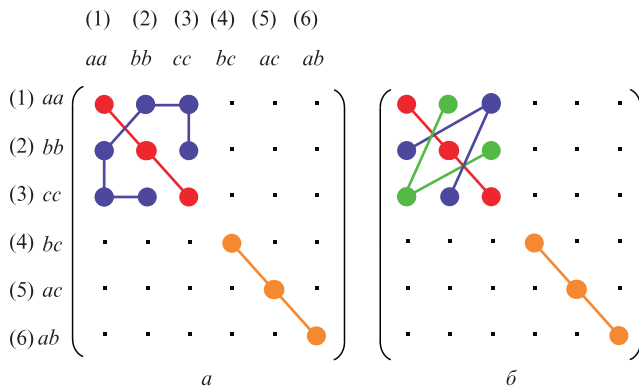 (1) (2) (3) (4) (5) (6)
aa bb cc bc ac ab
(1) aa
(2) bb
(3) cc
(4) bc
(5) ac
(6) ab
а б